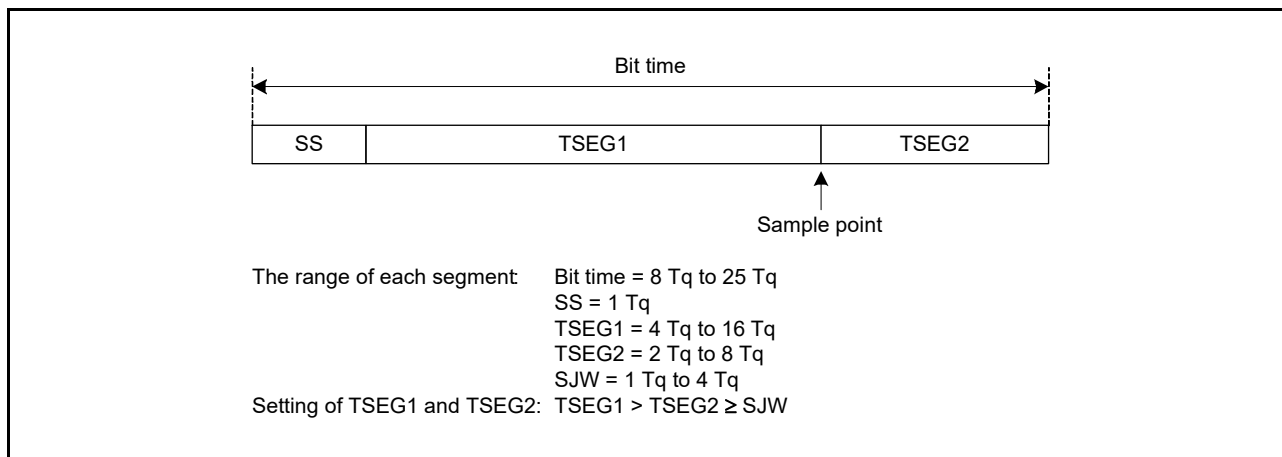 Bit time
SS TSEG1 TSEG2
Sample point
The range of each segment: Bit time = 8 Tq to 25 Tq
SS = 1 Tq
TSEG1 = 4 Tq to 16 Tq
TSEG2 = 2 Tq to 8 Tq
SJW = 1 Tq to 4 Tq
Setting of TSEG1 and TSEG2: TSEG1 > TSEG2 ≥ SJW